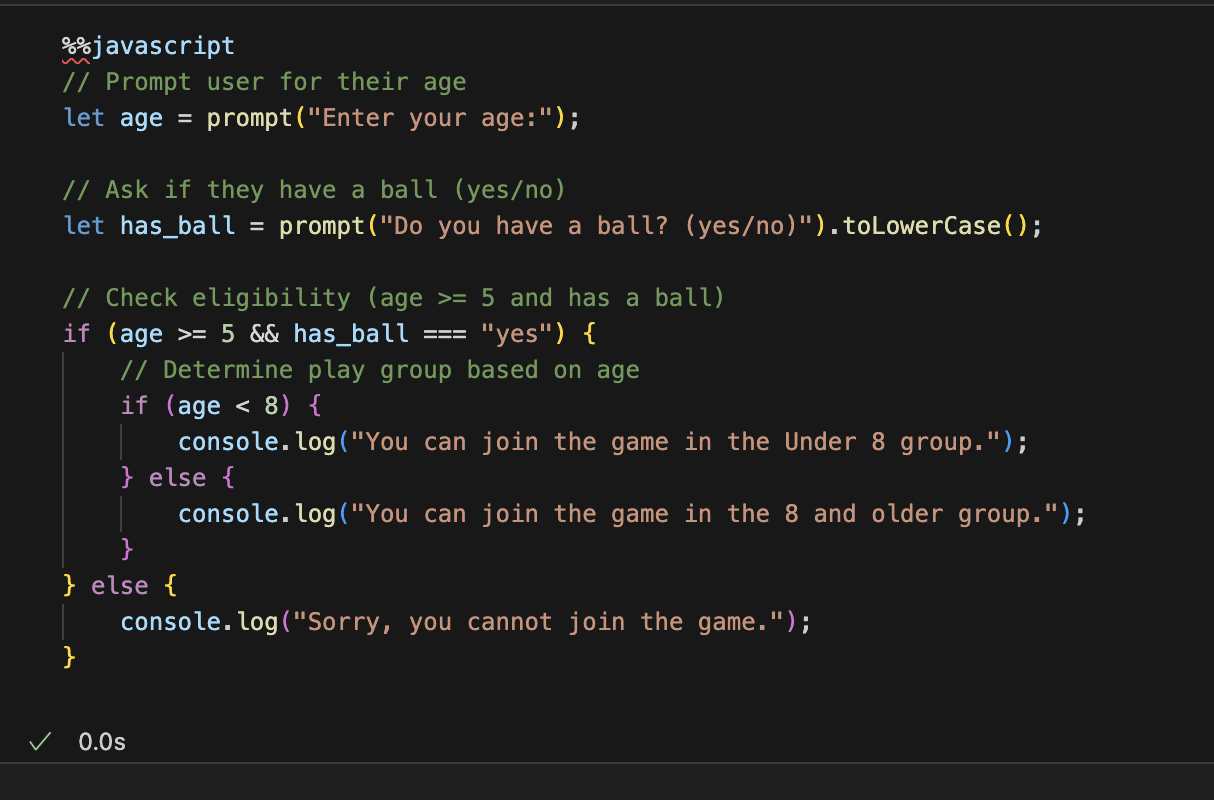 %%javascript
// Prompt user for their age
let age = prompt("Enter your age:");
// Ask if they have a ball (yes/no)
let has_ball = prompt("Do you have a ball? (yes/no)").toLowerCase();
// Check eligibility (age >= 5 and has a ball)
if (age >= 5 && has_ball === "yes") {
    // Determine play group based on age
    if (age < 8) {
        console.log("You can join the game in the Under 8 group.");
    } else {
        console.log("You can join the game in the 8 and older group.");
    }
} else {
    console.log("Sorry, you cannot join the game.");
}
0.0s